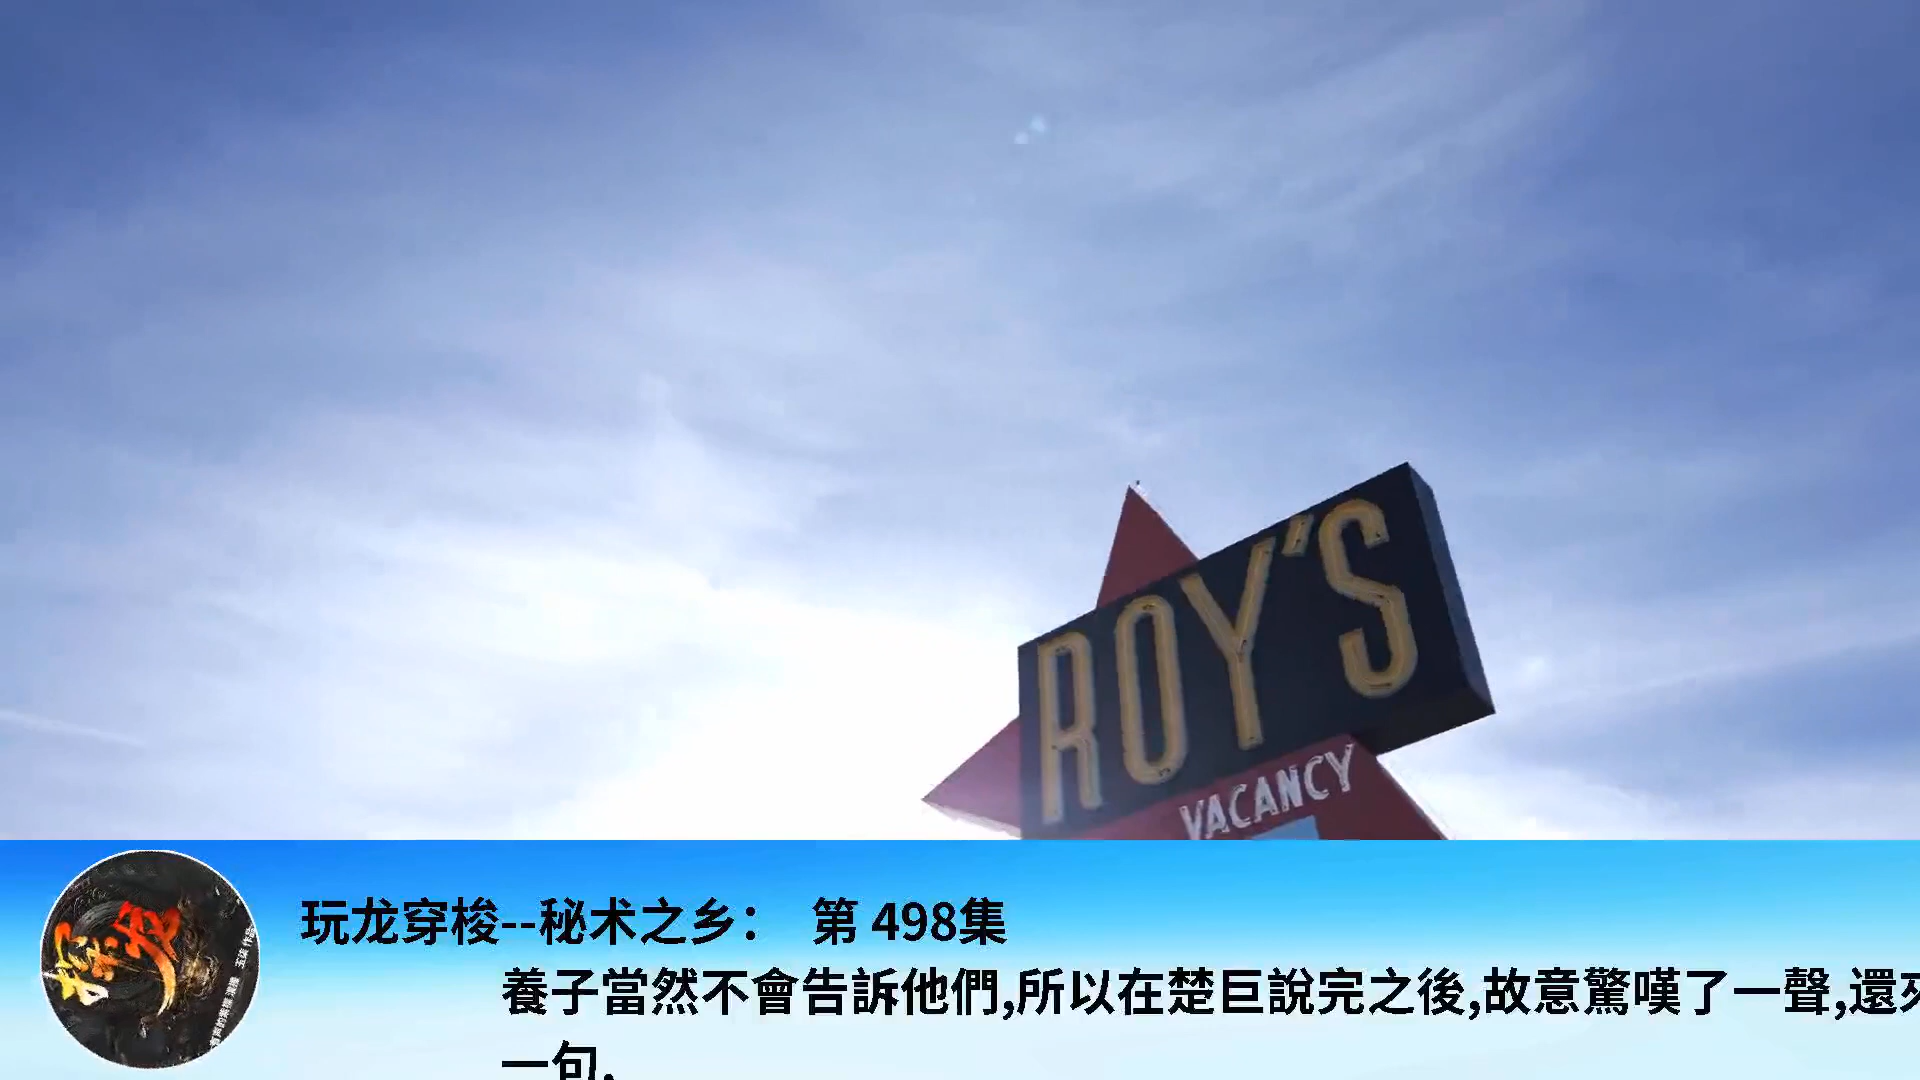 ROY'S
VACANCY
玩龙穿梭--秘术之乡： 第 498集
養子當然不會告訴他們,所以在楚巨說完之後,故意驚嘆了一聲,還來
一句,